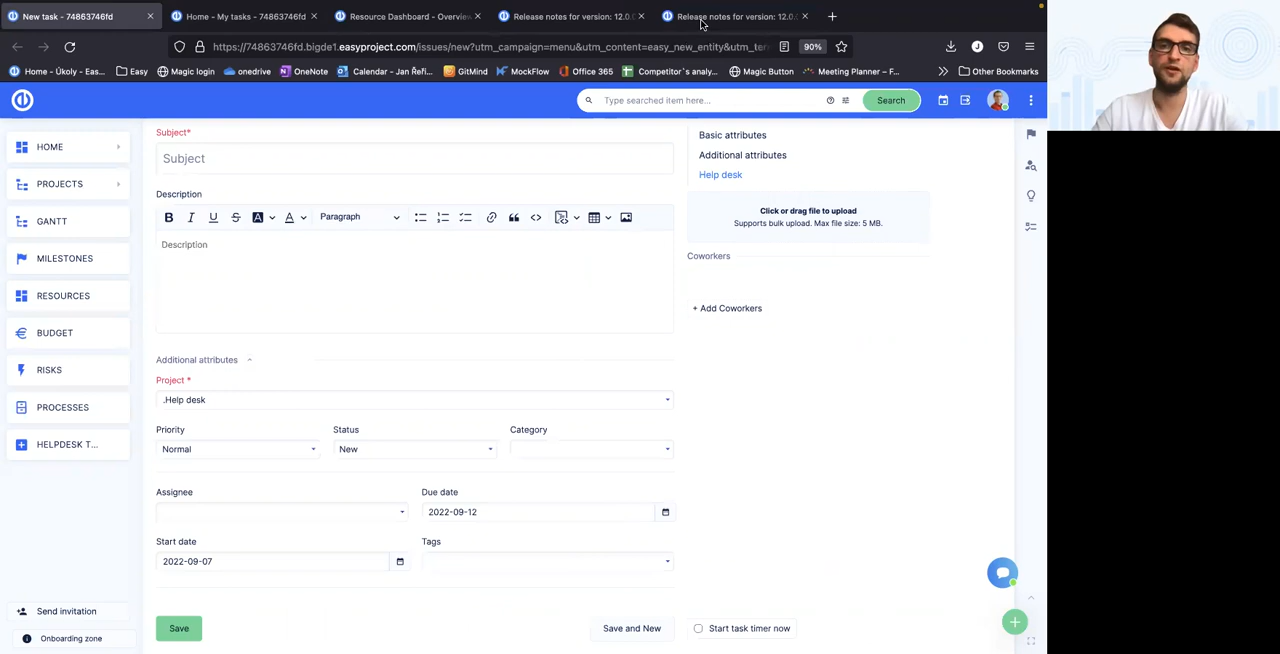 New task - 74863746fd
Home - My tasks - 74863746fd
Resource Dashboard - Overview
Release notes for version: 12.0.
Release notes for version: 12.0.
https://74863746fd.bigde1.easyproject.com/issues/new?utm_campaign=menu&utm_content=easy_new_entity&utm_ter
90%
Home - Úkoly - Eas...
Easy
Magic login
onedrive
OneNote
Calendar - Jan Řeři...
GitMind
MockFlow
Office 365
Competitor`s analy...
Magic Button
Meeting Planner – F...
Other Bookmarks
Type searched item here...
Search
HOME
PROJECTS
GANTT
MILESTONES
RESOURCES
BUDGET
RISKS
PROCESSES
HELPDESK T...
Send invitation
Onboarding zone
Subject*
Subject
Description
B I U S A A Paragraph
Description
Additional attributes
Project *
.Help desk
Priority
Status
Category
Normal
New
Assignee
Due date
2022-09-12
Start date
Tags
2022-09-07
Save
Save and New
Start task timer now
Basic attributes
Additional attributes
Help desk
Click or drag file to upload
Supports bulk upload. Max file size: 5 MB.
Coworkers
+ Add Coworkers